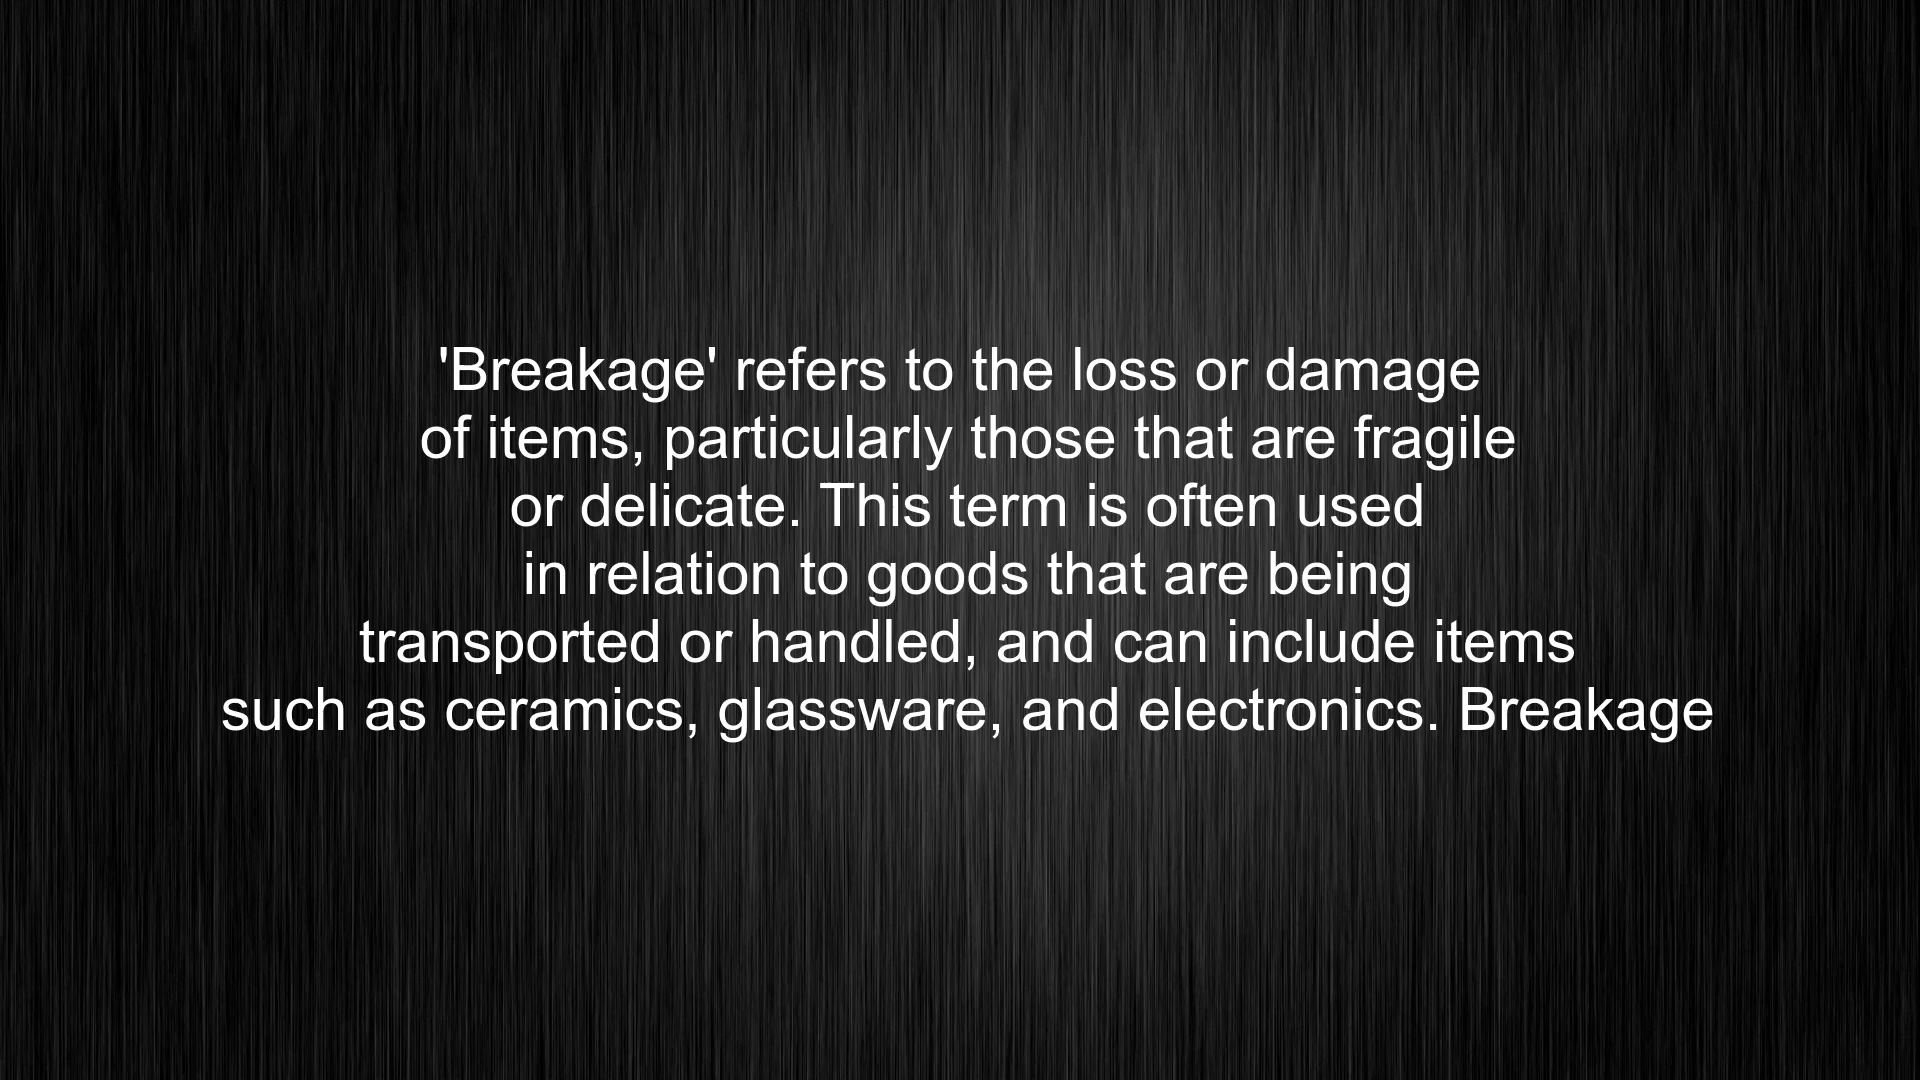 'Breakage' refers to the loss or damage
of items, particularly those that are fragile
or delicate. This term is often used
in relation to goods that are being
transported or handled, and can include items
such as ceramics, glassware, and electronics. Breakage